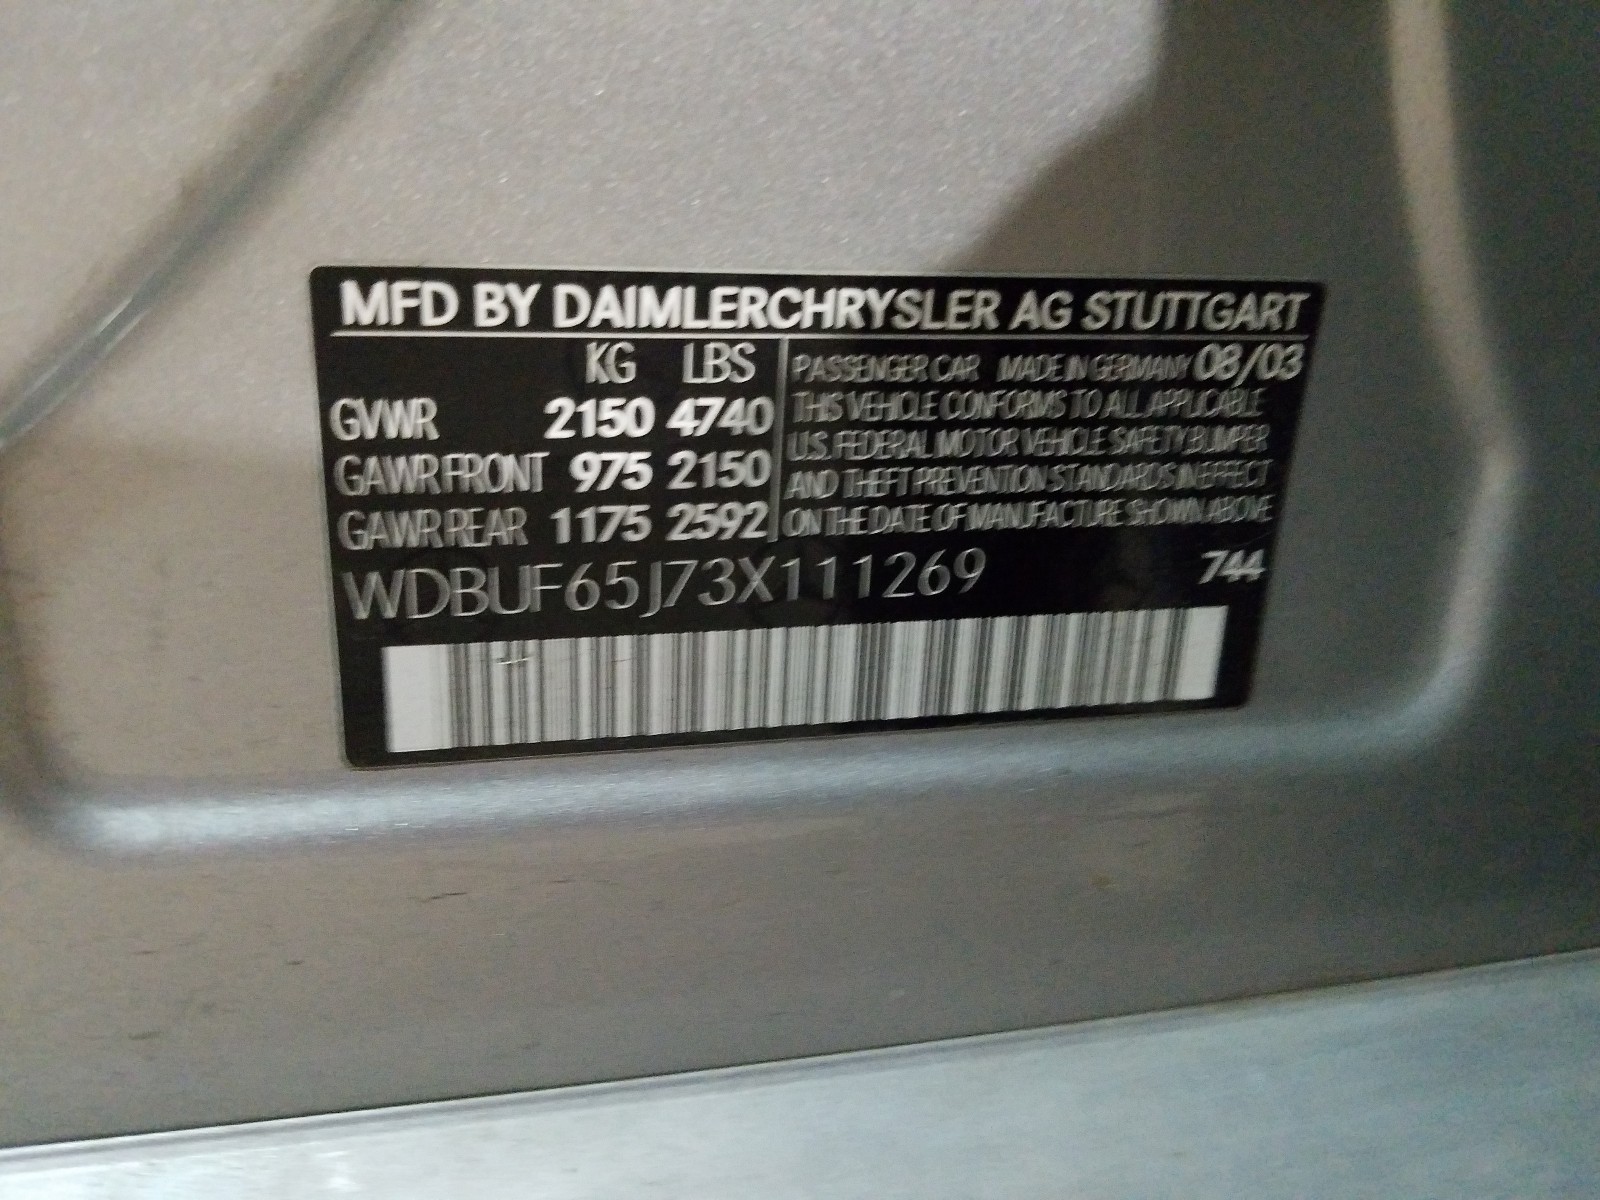 MFD BY DAIMLERCHRYSLER AG STUTTGART
KG LBS
GVWR 2150 4740
GAWR FRONT 975 2150
GAWR REAR 1175 2592
PASSENGER CAR MADE IN GERMANY 08/03
THIS VEHICLE CONFORMS TO ALL APPLICABLE
U.S. FEDERAL MOTOR VEHICLE SAFETY BUMPER
AND THEFT PREVENTION STANDARDS IN EFFECT
ON THE DATE OF MANUFACTURE SHOWN ABOVE
WDBUF65J73X111269 744